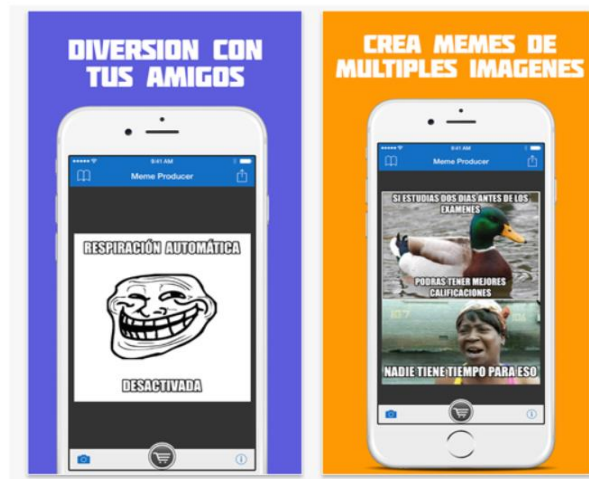 DIVERSION CON
TUS AMIGOS
9:41 AM
Meme Producer
RESPIRACIÓN AUTOMÁTICA
DESACTIVADA
CREA MEMES DE
MULTIPLES IMAGENES
9:41 AM
Meme Producer
SI ESTUDIAS DOS DIAS ANTES DE LOS
EXAMENES
PODRAS TENER MEJORES
CALIFICACIONES
NADIE TIENE TIEMPO PARA ESO